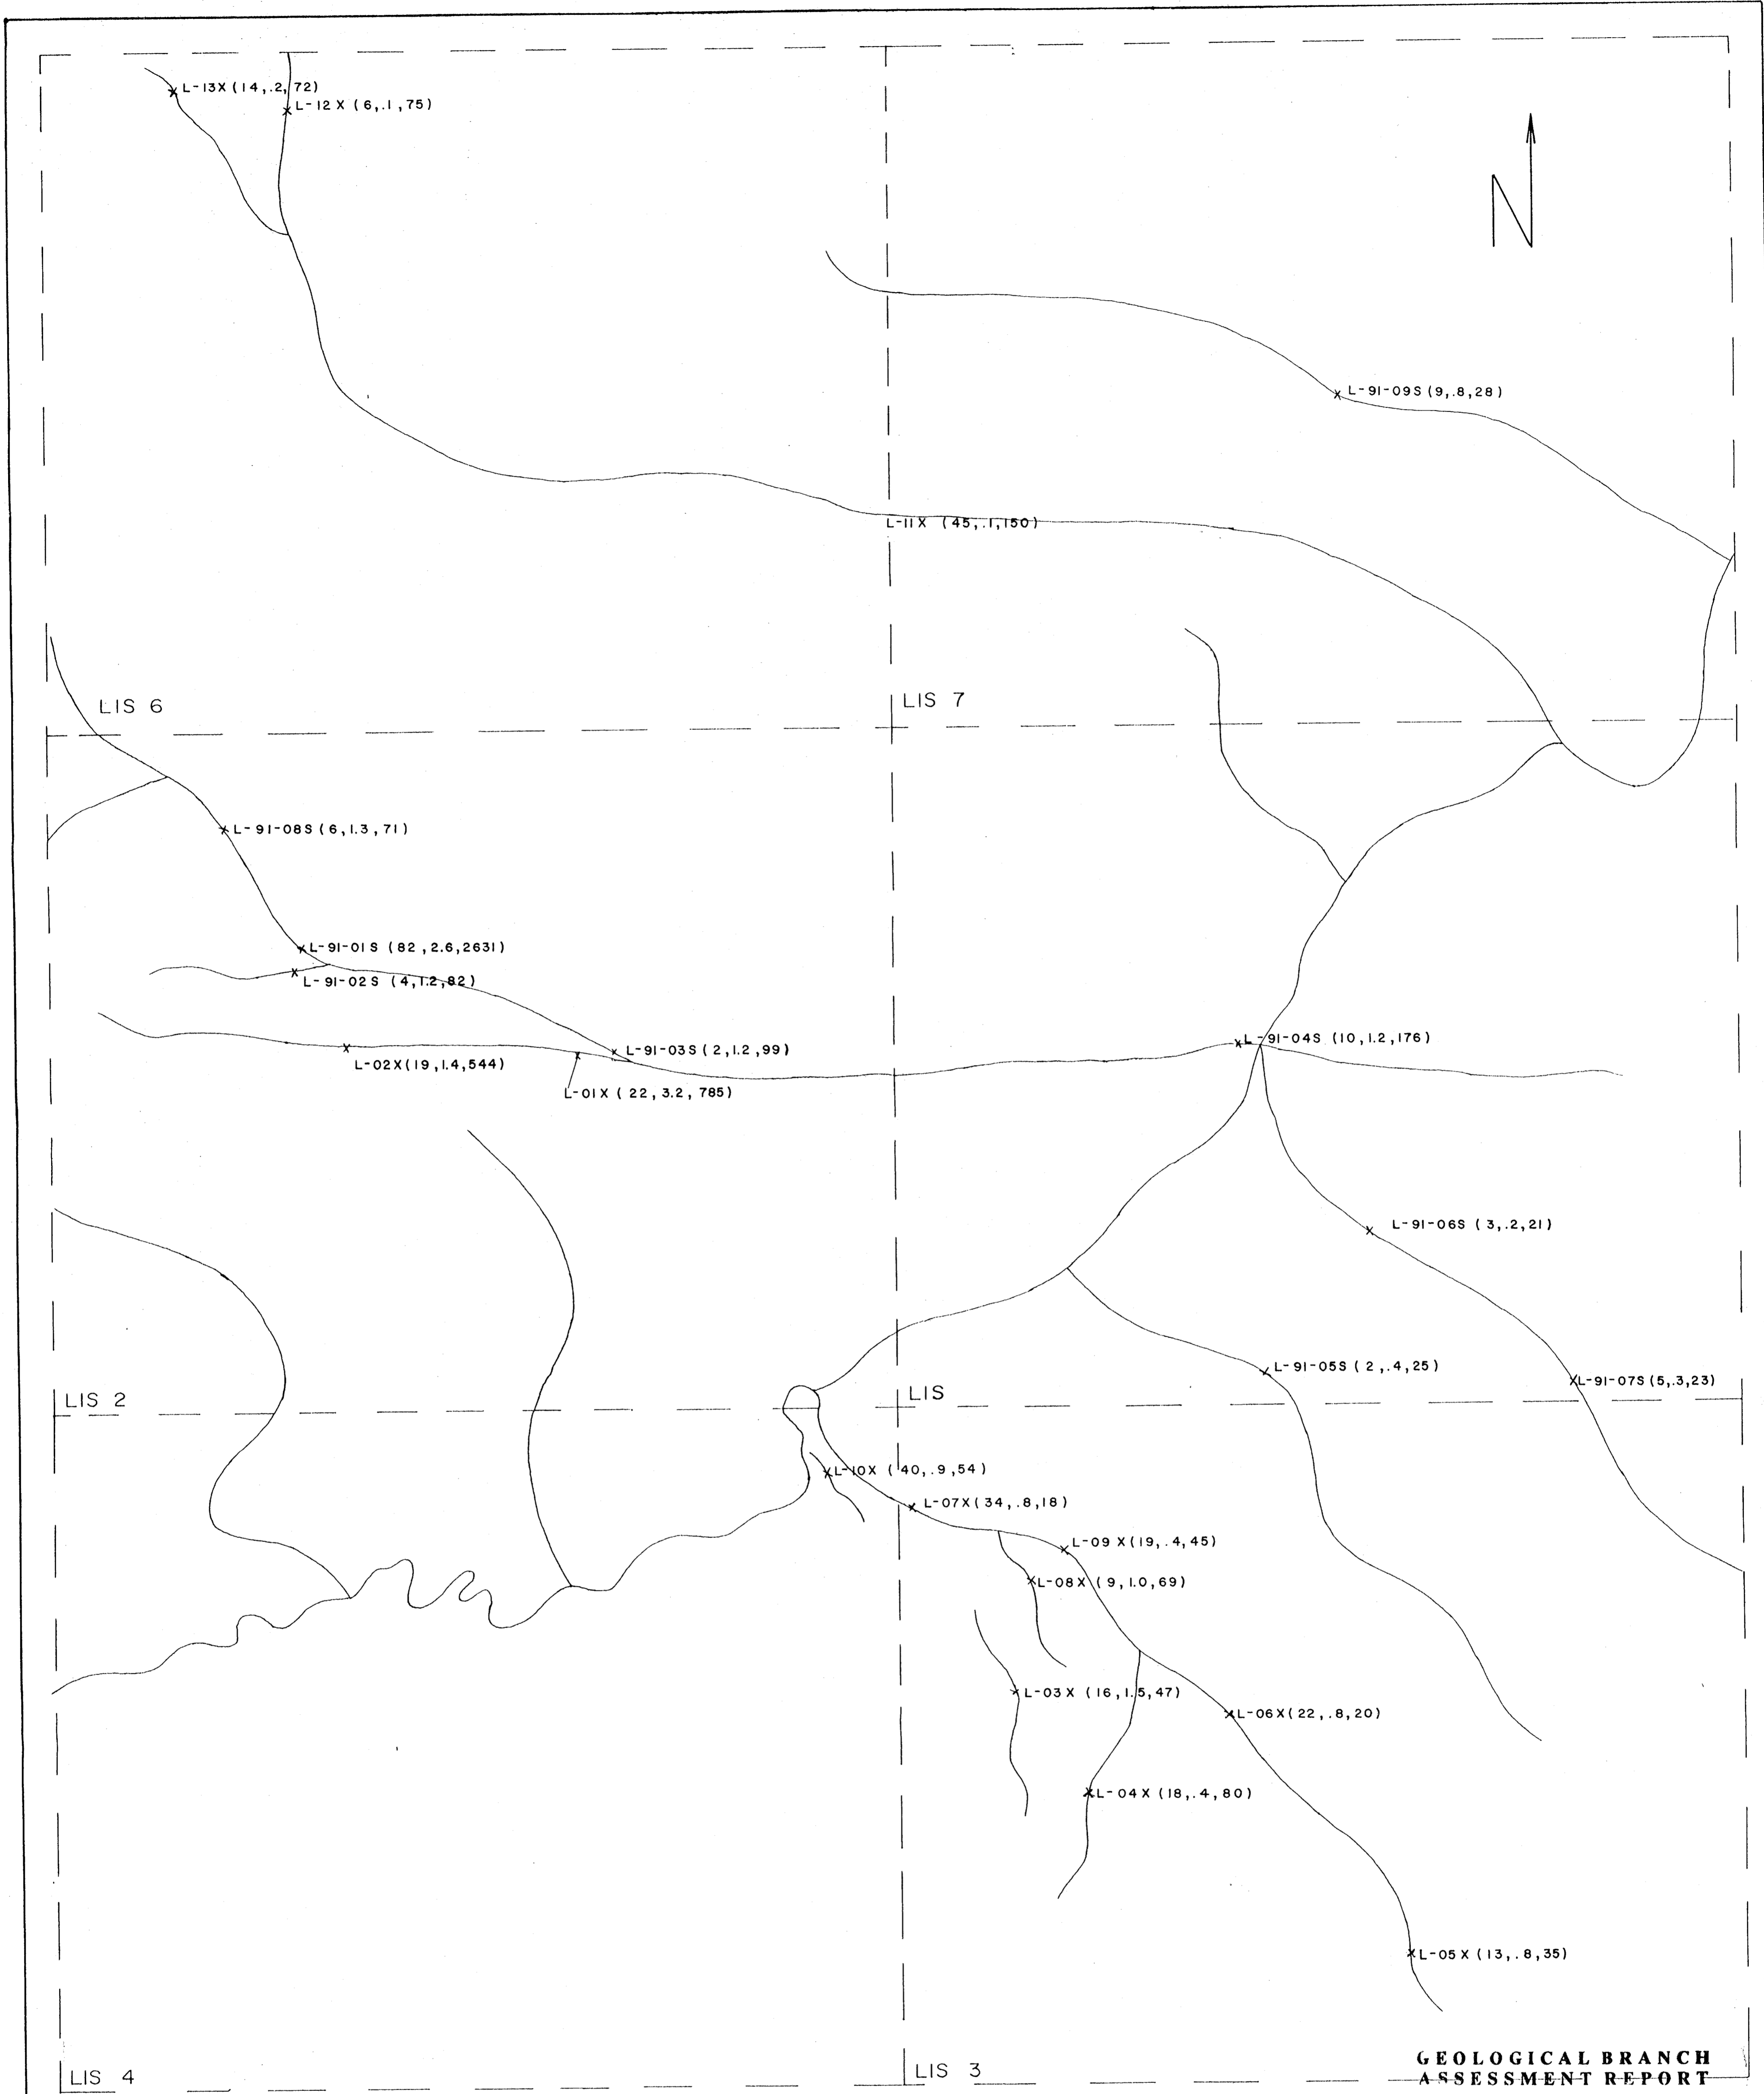 L-13X (14,.2,72)
L-12X (6,.1,75)
N
L-91-09S (9,.8,28)
L-11X (45,.1,150)
LIS 6
LIS 7
L-91-08S (6,1.3,71)
L-91-01S (82,2.6,2631)
L-91-02S (4,1.2,82)
L-91-03S (2,1.2,99)
L-91-04S (10,1.2,176)
L-02X (19,1.4,544)
L-01X (22,3.2,785)
L-91-06S (3,.2,21)
L-91-05S (2,.4,25)
L-91-07S (5,.3,23)
LIS 2
LIS
L-10X (40,.9,54)
L-07X (34,.8,18)
L-09X (19,.4,45)
L-08X (9,1.0,69)
L-03X (16,1.5,47)
L-06X (22,.8,20)
L-04X (18,.4,80)
L-05X (13,.8,35)
GEOLOGICAL BRANCH
ASSESSMENT REPORT
LIS 4
LIS 3